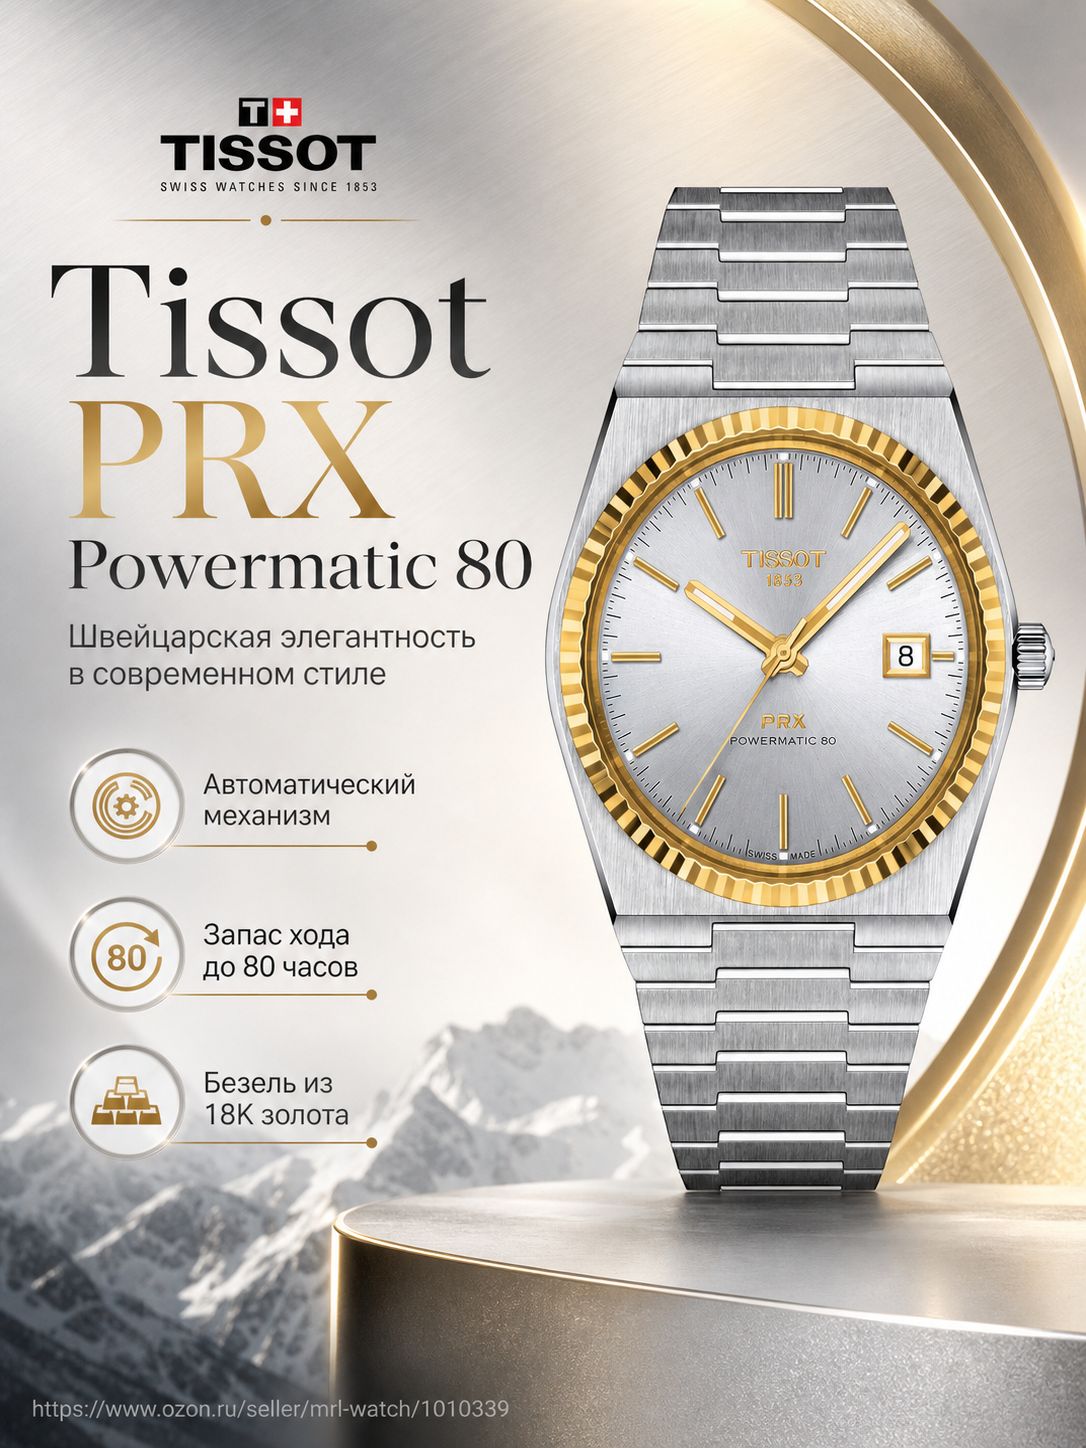 T+
TISSOT
SWISS WATCHES SINCE 1853
Tissot
PRX
Powermatic 80
Швейцарская элегантность
в современном стиле
Автоматический
механизм
80
Запас хода
до 80 часов
Безель из
18K золота
TISSOT
1853
8
PRX
POWERMATIC 80
SWISS MADE
https://www.ozon.ru/seller/mrl-watch/1010339